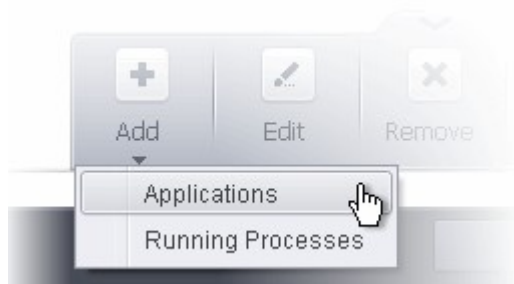 Add Edit Remove
Applications
Running Processes